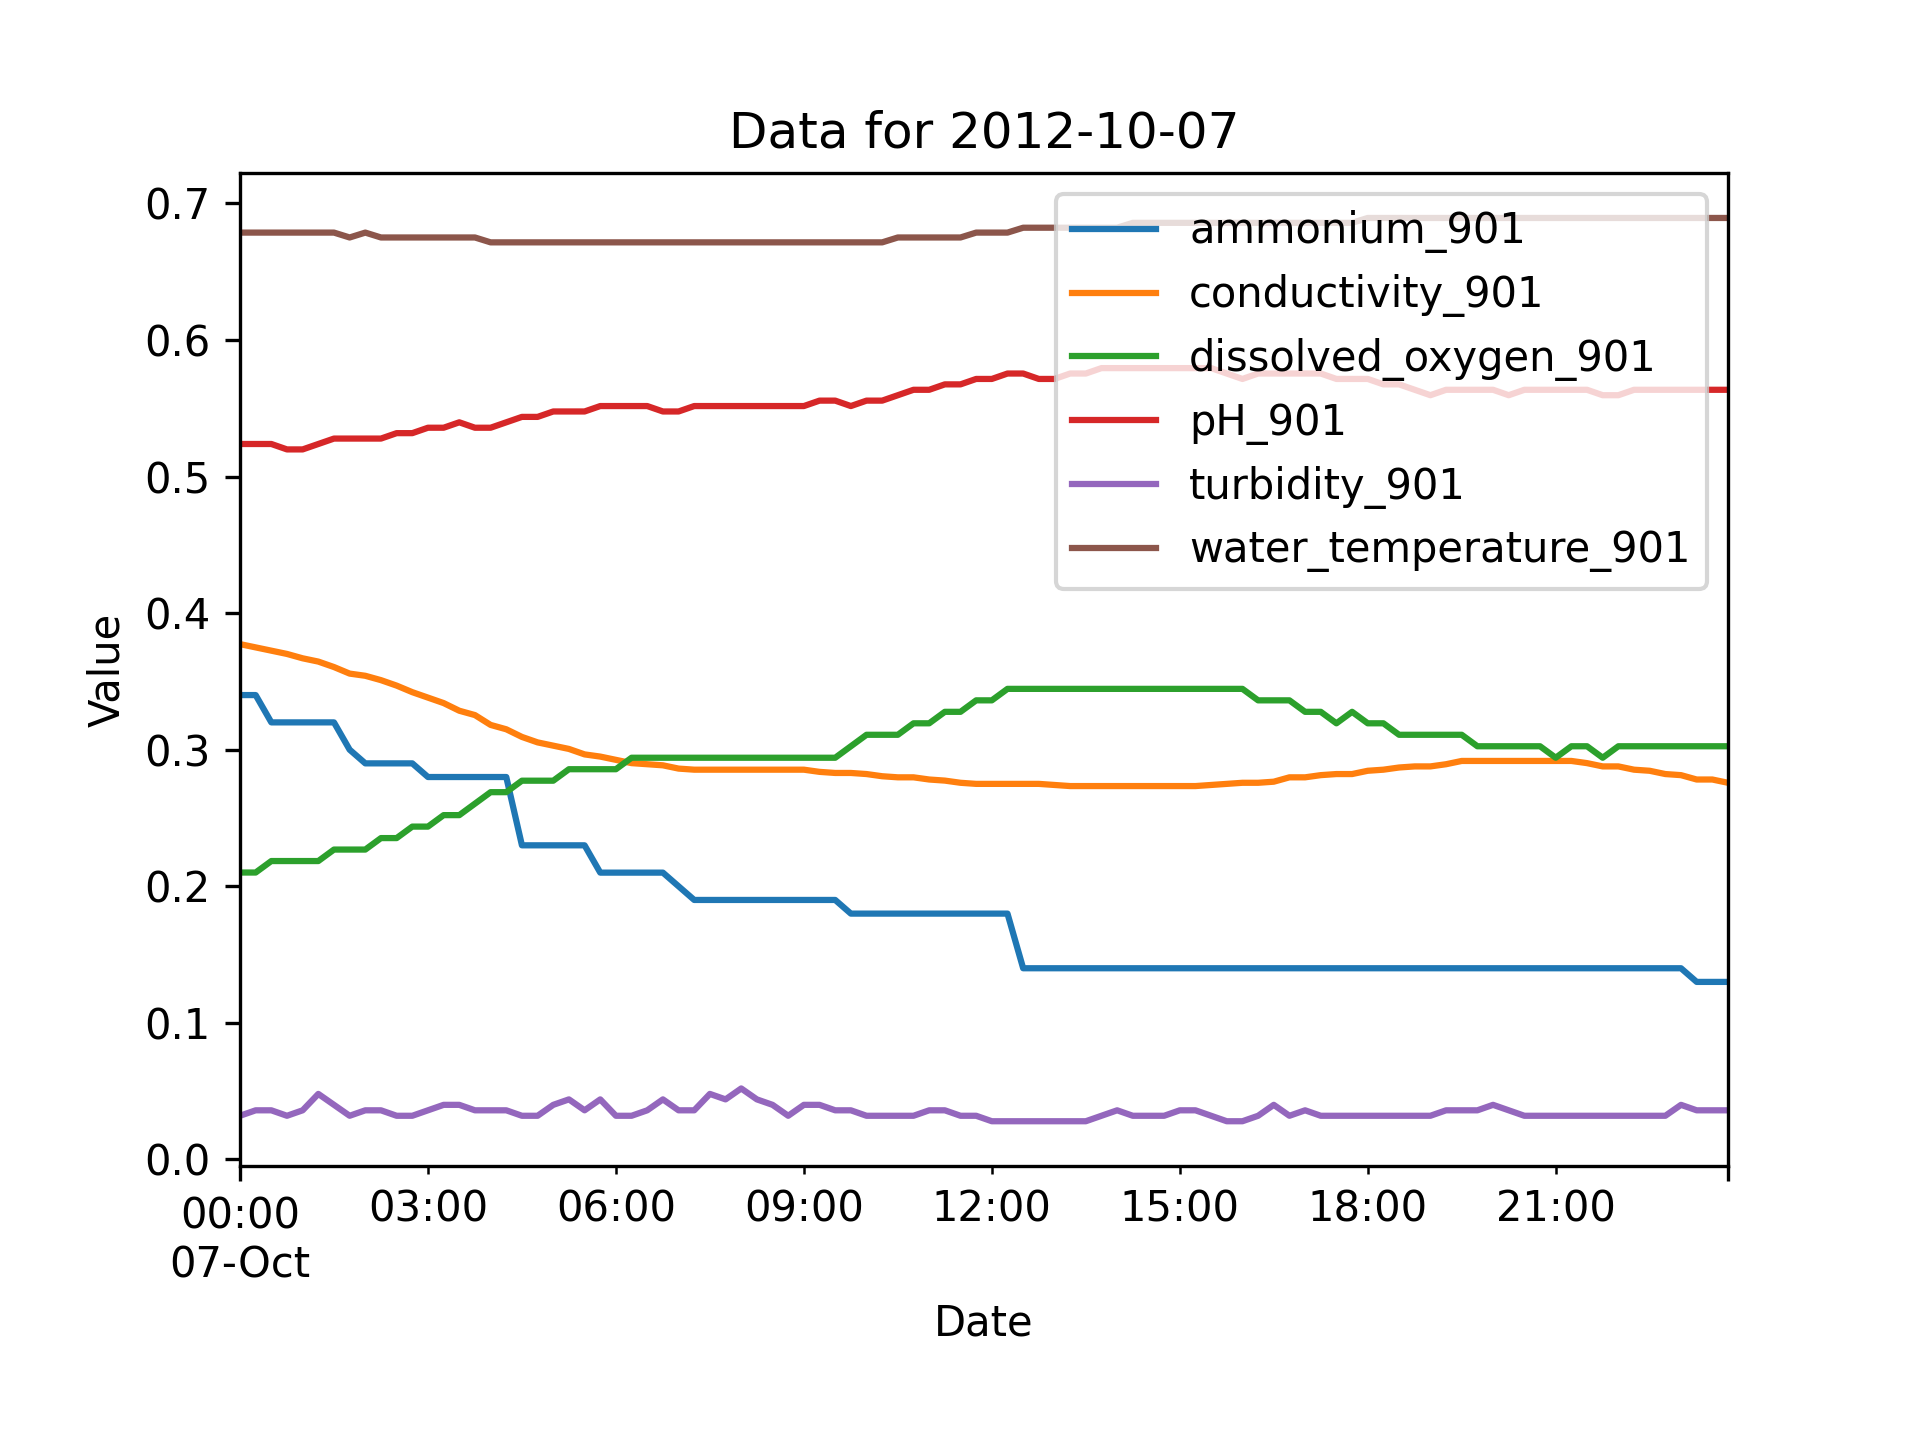 Data for 2012-10-07
0.7
0.6
0.5
0.4
0.3
0.2
0.1
0.0
Value
ammonium_901
conductivity_901
dissolved_oxygen_901
pH_901
turbidity_901
water_temperature_901
00:00 03:00 06:00 09:00 12:00 15:00 18:00 21:00
07-Oct
Date